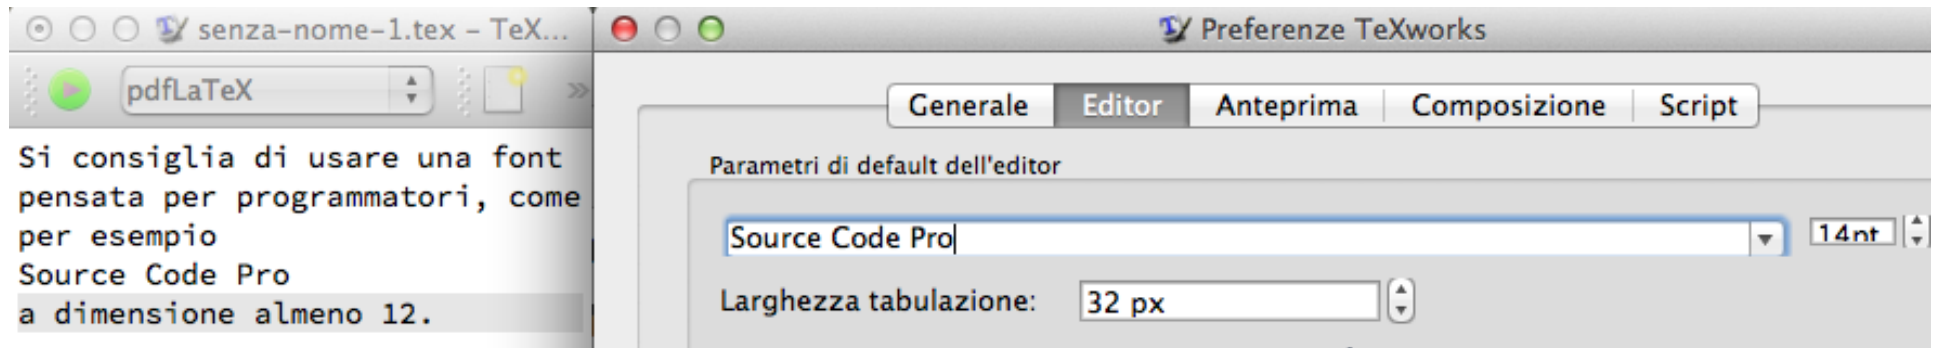 senza-nome-1.tex – TeX...
pdfLaTeX
»
Si consiglia di usare una font
pensata per programmatori, come
per esempio
Source Code Pro
a dimensione almeno 12.
Preferenze TeXworks
Generale Editor Anteprima Composizione Script
Parametri di default dell'editor
Source Code Pro 14pt
Larghezza tabulazione: 32 px